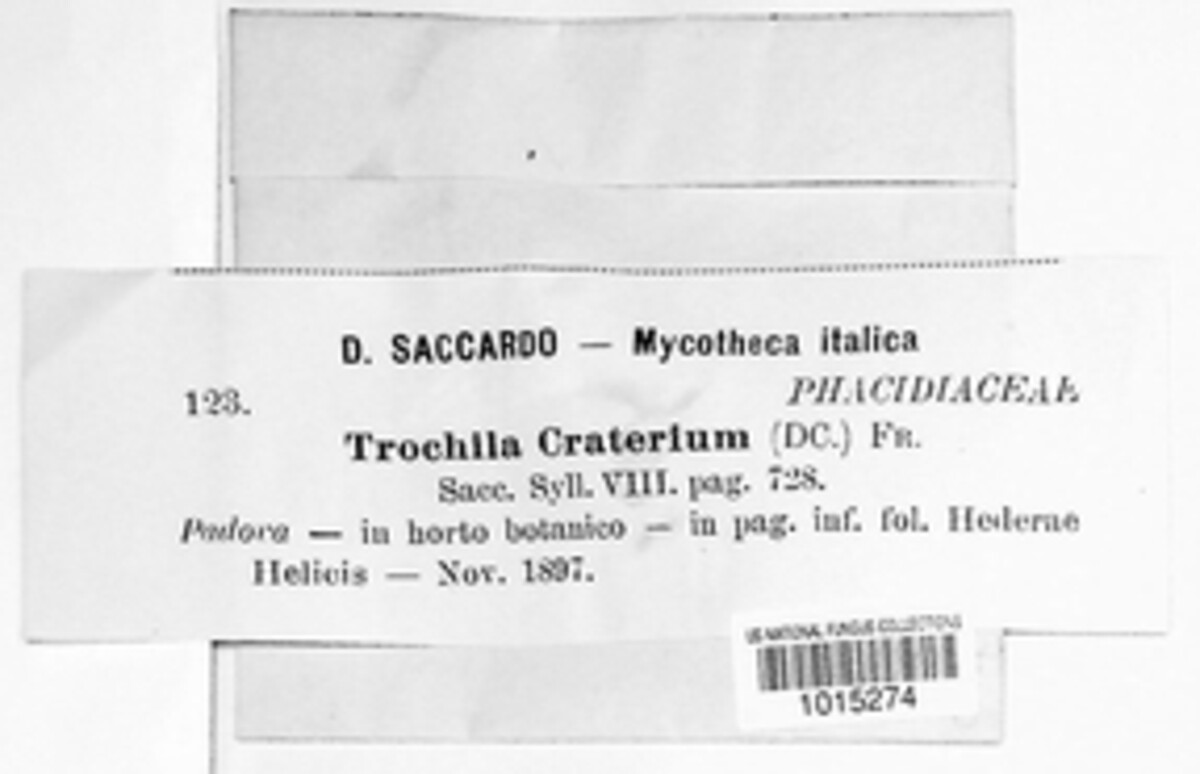 D. SACCARDO — Mycotheca italica
123.
PHACIDIACEAE
Trochila Craterium (DC.) FR.
Sacc. Syll. VIII. pag. 728.
Padova — in horto botanico — in pag. inf. fol. Hederae
Helicis — Nov. 1897.
US NATIONAL FUNGUS COLLECTIONS
1015274